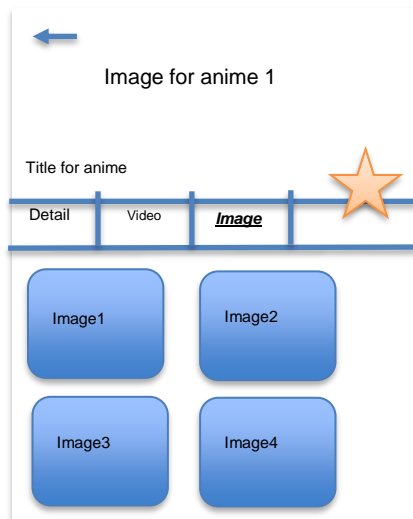 Image for anime 1
Title for anime
Detail
Video
Image
Image1
Image2
Image3
Image4